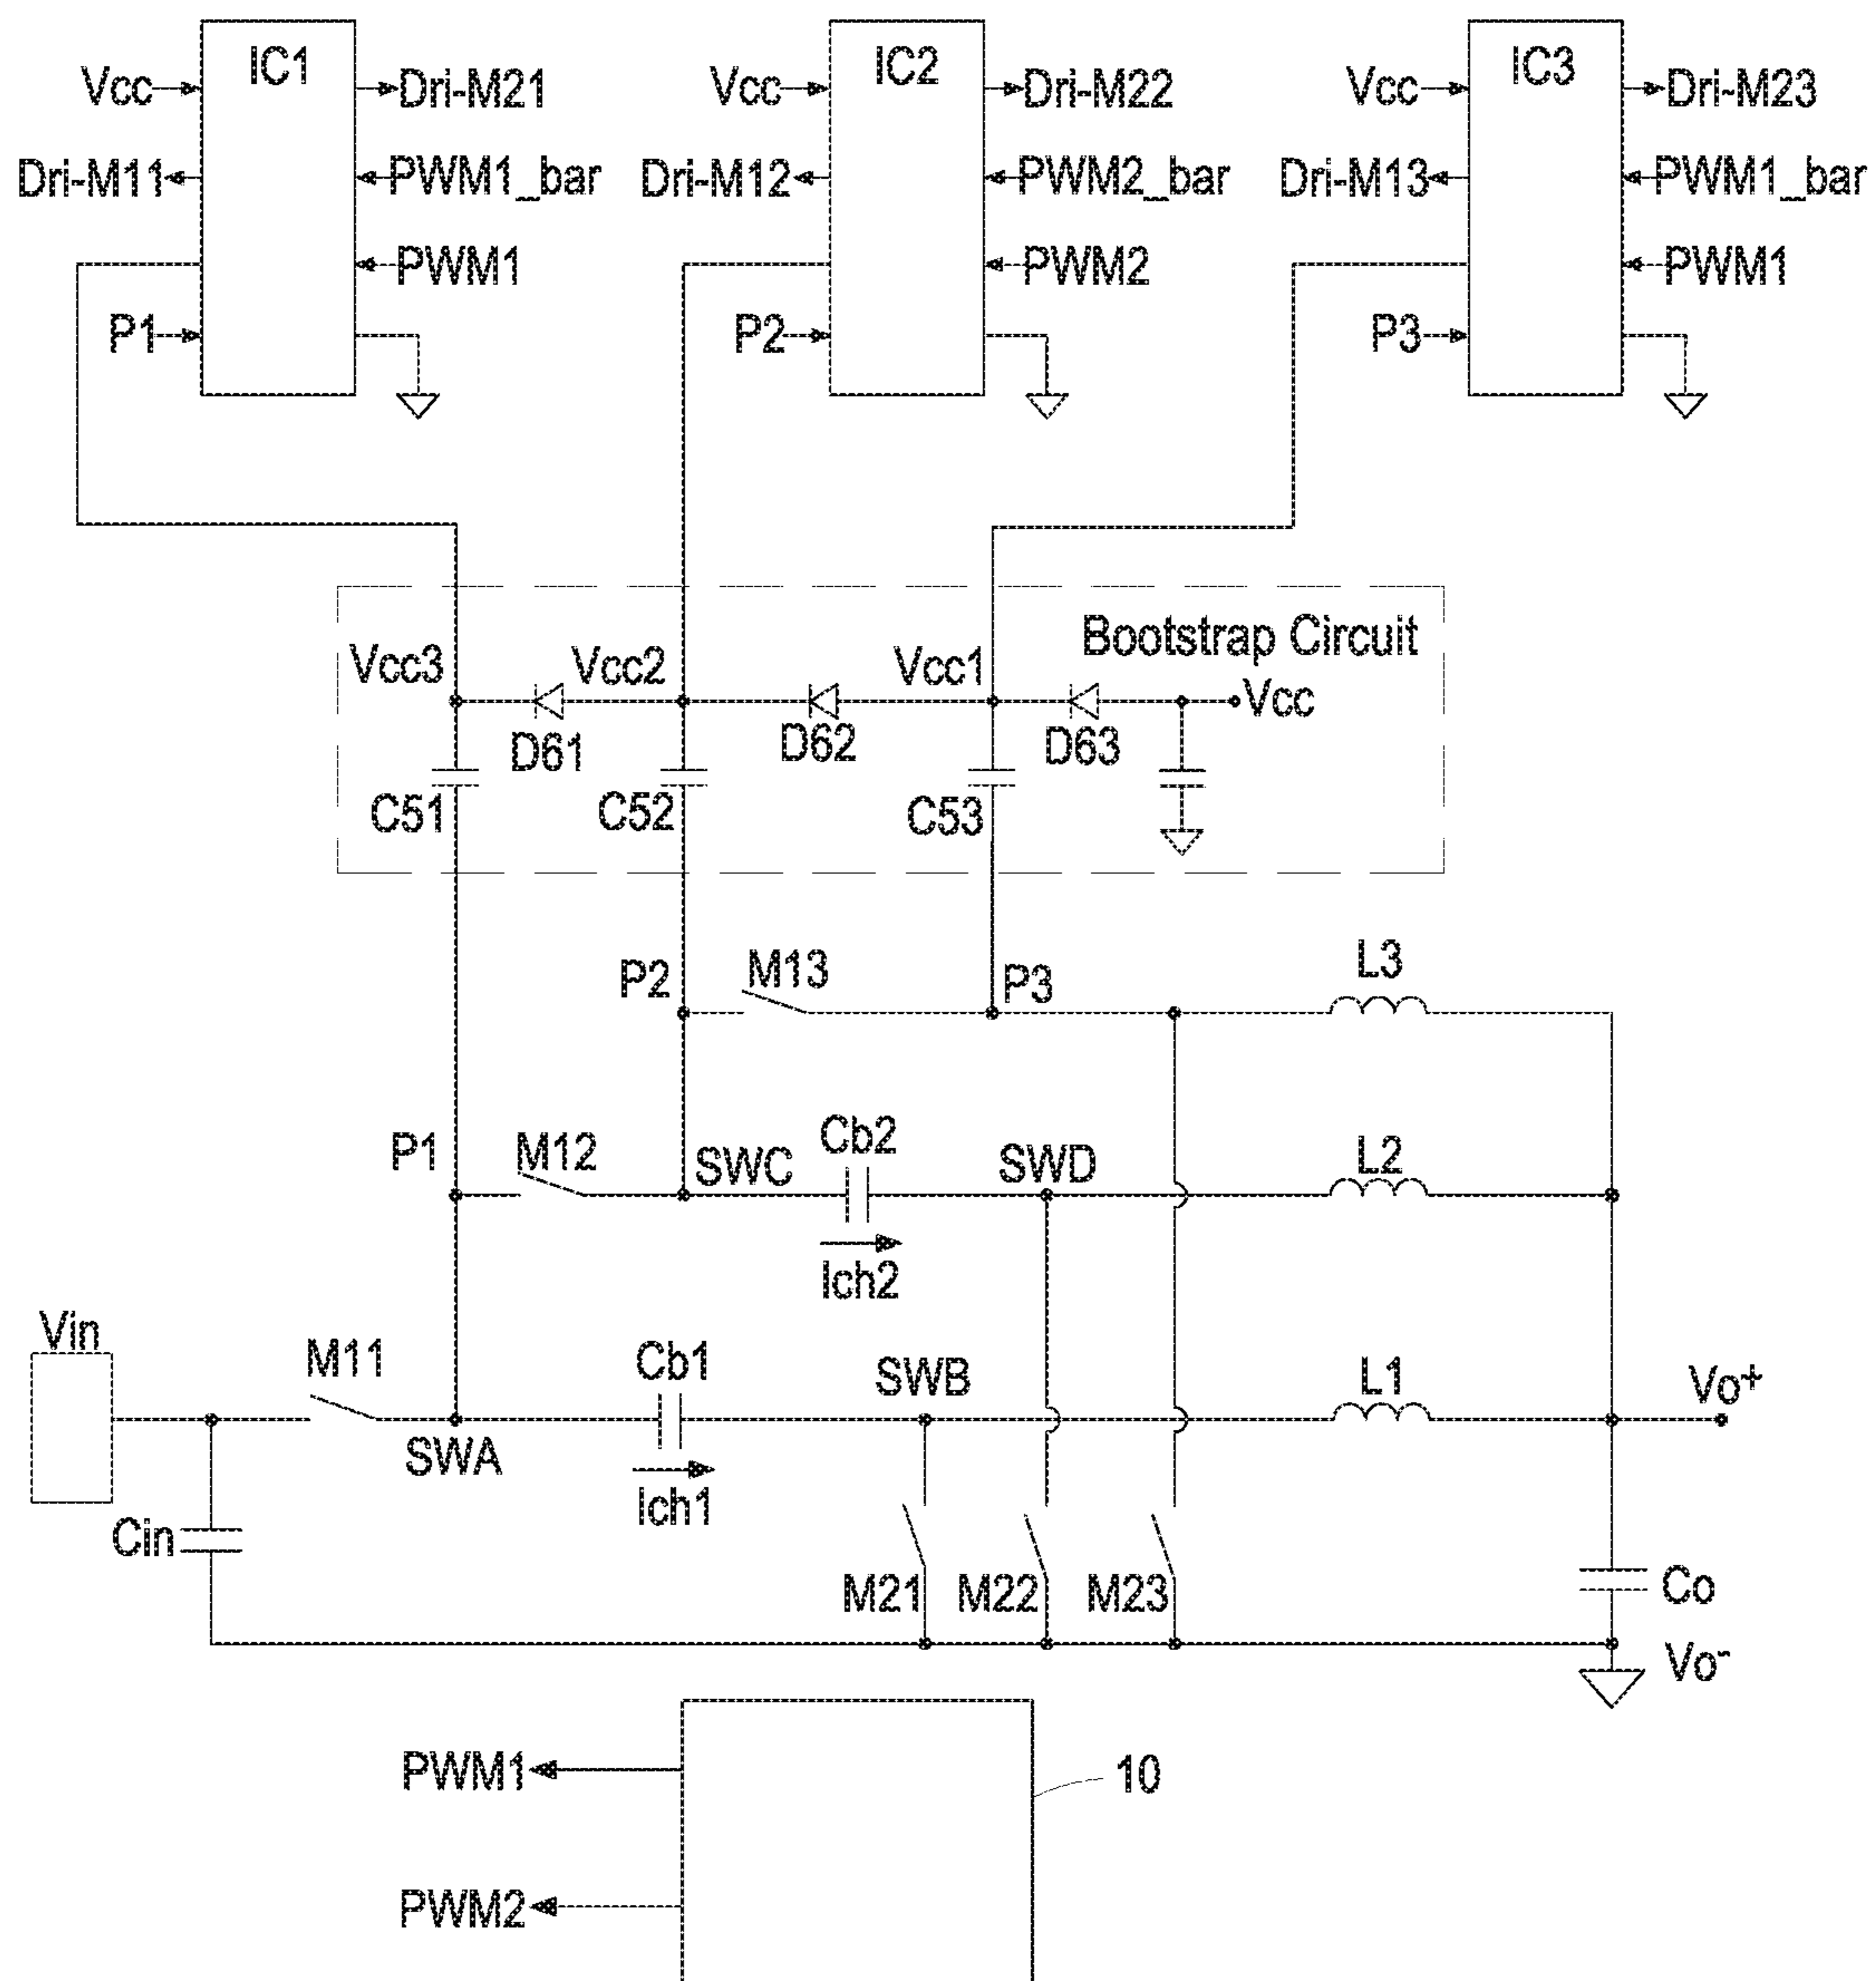 IC1
Vcc
Dri-M21
Dri-M11
PWM1_bar
PWM1
P1
IC2
Vcc
Dri-M22
Dri-M12
PWM2_bar
PWM2
P2
IC3
Vcc
Dri-M23
Dri-M13
PWM1_bar
PWM1
P3
Bootstrap Circuit
Vcc3
Vcc2
Vcc1
Vcc
D61
D62
D63
C51
C52
C53
P2
M13
P3
L3
P1
M12
SWC
Cb2
SWD
L2
Ich2
Vin
M11
Cb1
SWB
L1
Vo+
SWA
Ich1
Cin
M21
M22
M23
Co
Vo-
PWM1
10
PWM2